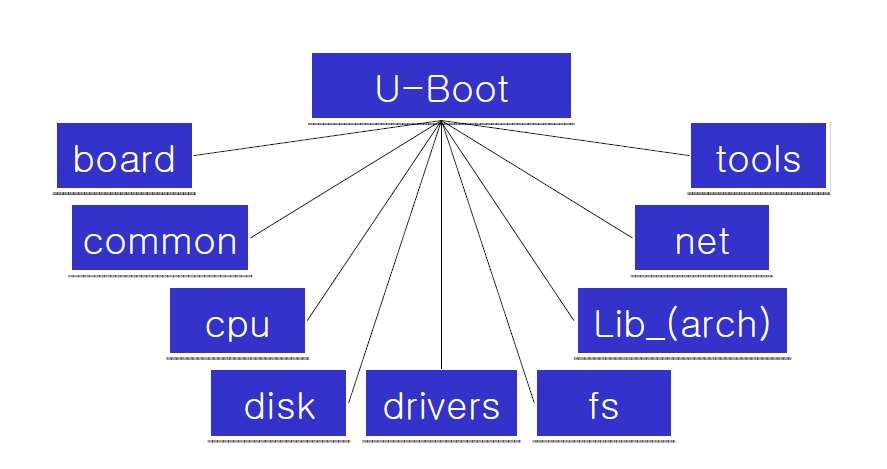 U-Boot
board
tools
common
net
cpu
Lib_(arch)
disk
drivers
fs